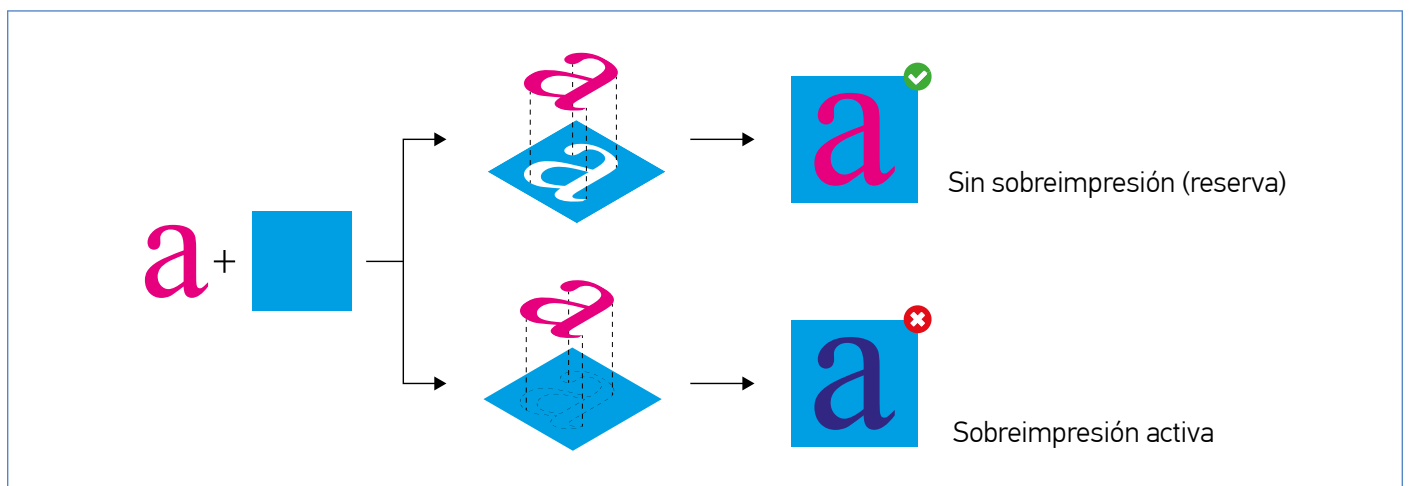 a
a
Sin sobreimpresión (reserva)
a +
a
a
Sobreimpresión activa